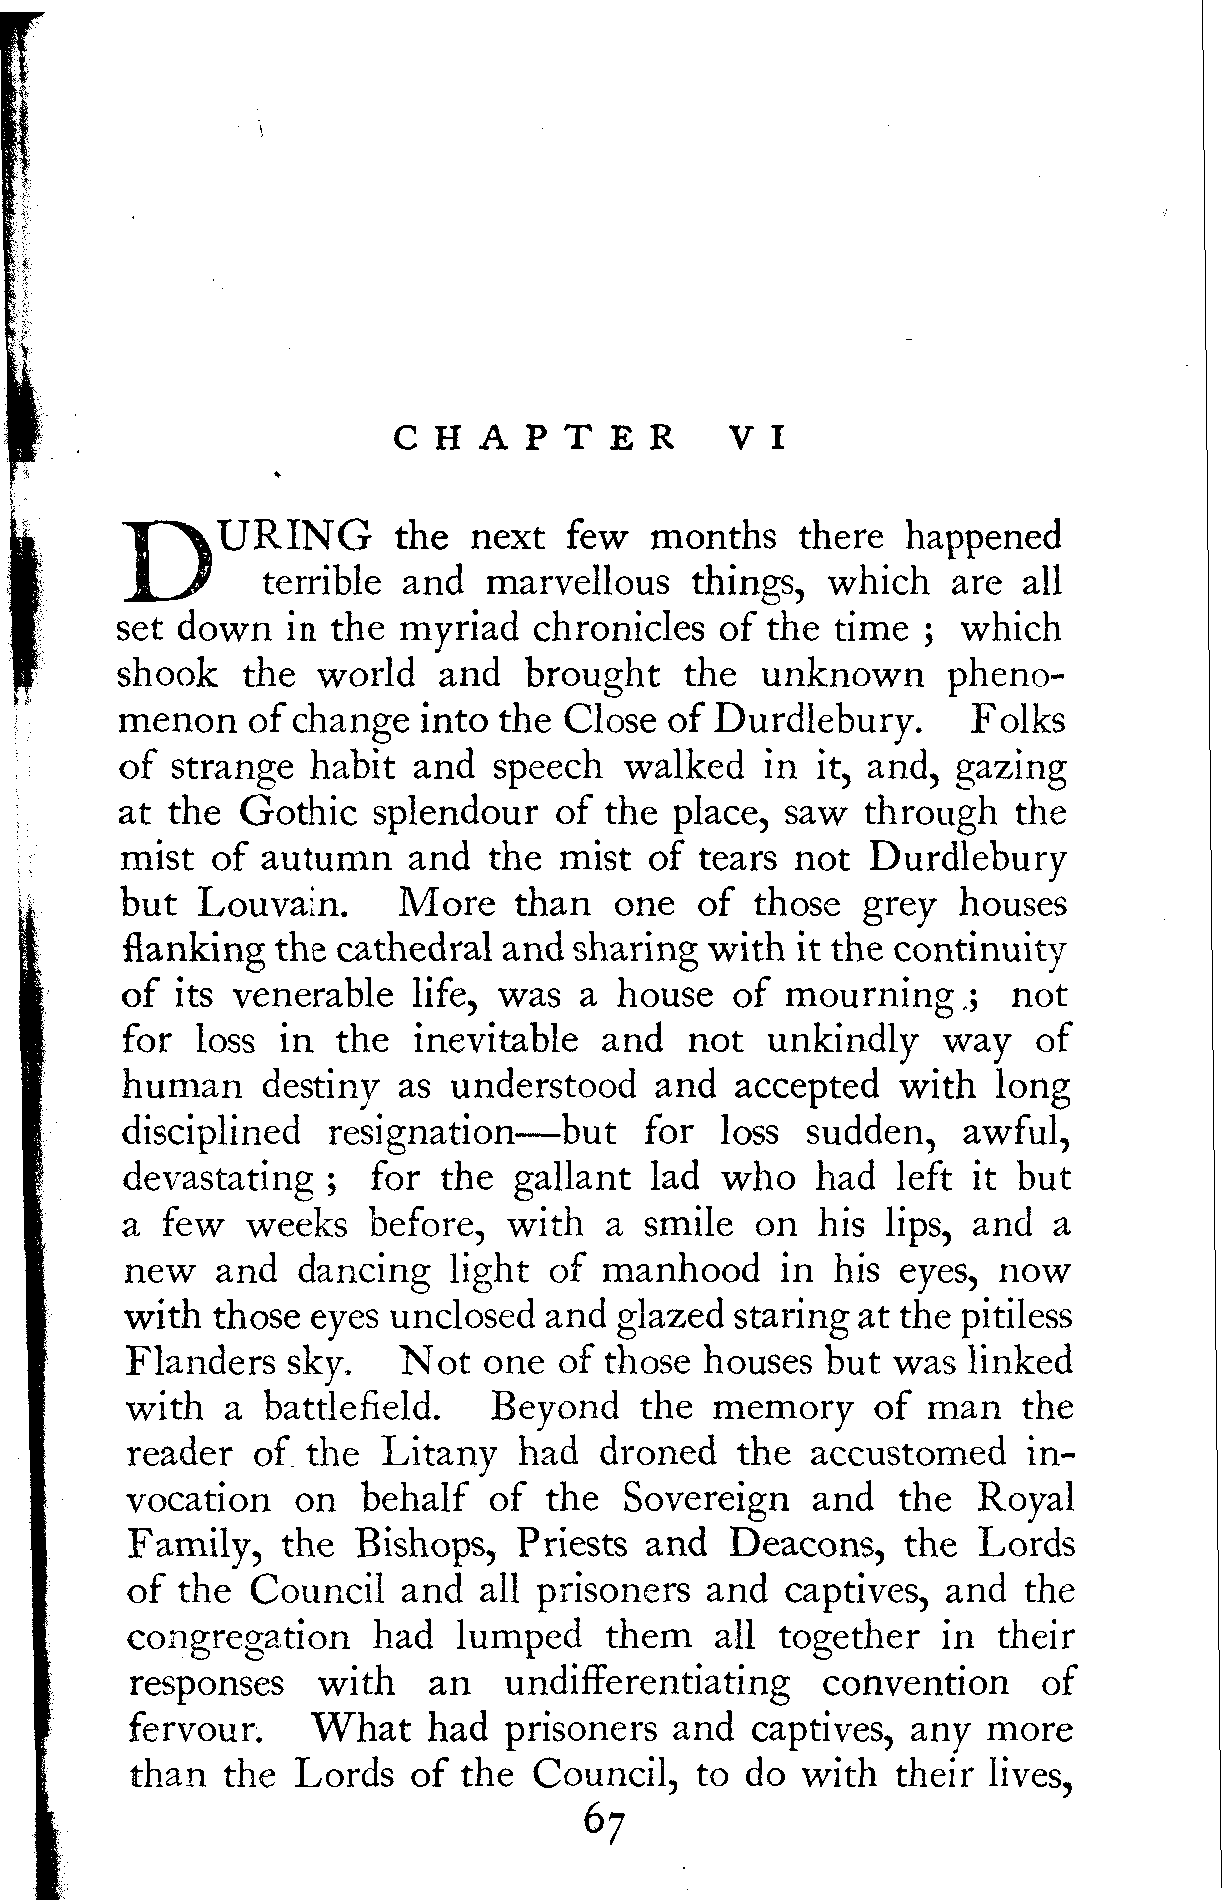 CHAPTER VI
DURING the next few months there happened
terrible and marvellous things, which are all
set down in the myriad chronicles of the time ; which
shook the world and brought the unknown pheno-
menon of change into the Close of Durdlebury. Folks
of strange habit and speech walked in it, and, gazing
at the Gothic splendour of the place, saw through the
mist of autumn and the mist of tears not Durdlebury
but Louvain. More than one of those grey houses
flanking the cathedral and sharing with it the continuity
of its venerable life, was a house of mourning ; not
for loss in the inevitable and not unkindly way of
human destiny as understood and accepted with long
disciplined resignation—but for loss sudden, awful,
devastating ; for the gallant lad who had left it but
a few weeks before, with a smile on his lips, and a
new and dancing light of manhood in his eyes, now
with those eyes unclosed and glazed staring at the pitiless
Flanders sky. Not one of those houses but was linked
with a battlefield. Beyond the memory of man the
reader of the Litany had droned the accustomed in-
vocation on behalf of the Sovereign and the Royal
Family, the Bishops, Priests and Deacons, the Lords
of the Council and all prisoners and captives, and the
congregation had lumped them all together in their
responses with an undifferentiating convention of
fervour. What had prisoners and captives, any more
than the Lords of the Council, to do with their lives,
67